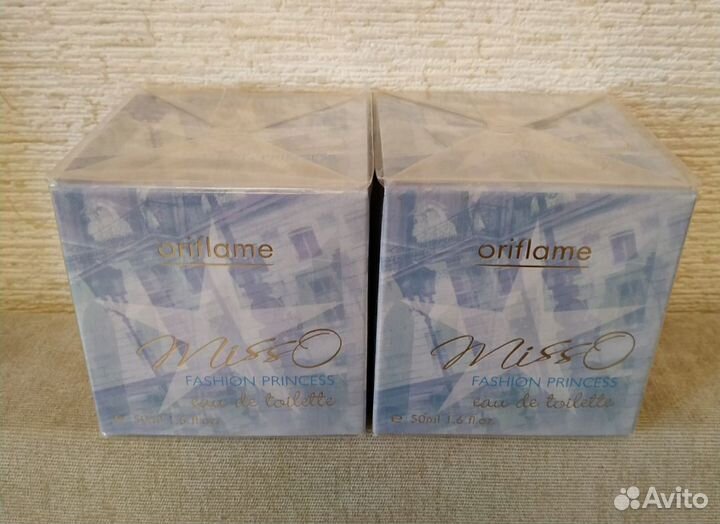 oriflame
MissO
FASHION PRINCESS
eau de toilette
e 50ml 1.6 fl.oz.
oriflame
MissO
FASHION PRINCESS
eau de toilette
e 50ml 1.6 fl.oz.
Avito